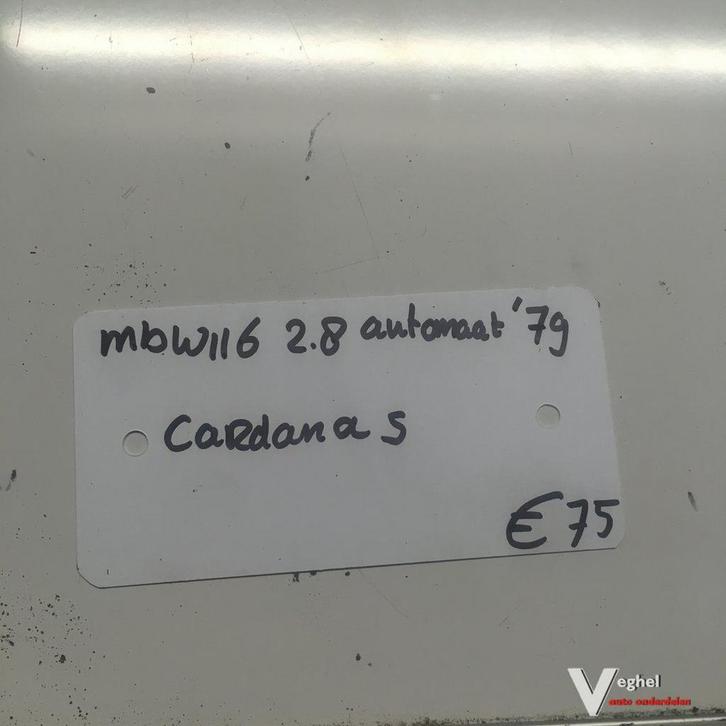 mbw116 2.8 automaat '79
Cardanas
€75
Veghel
auto onderdelen